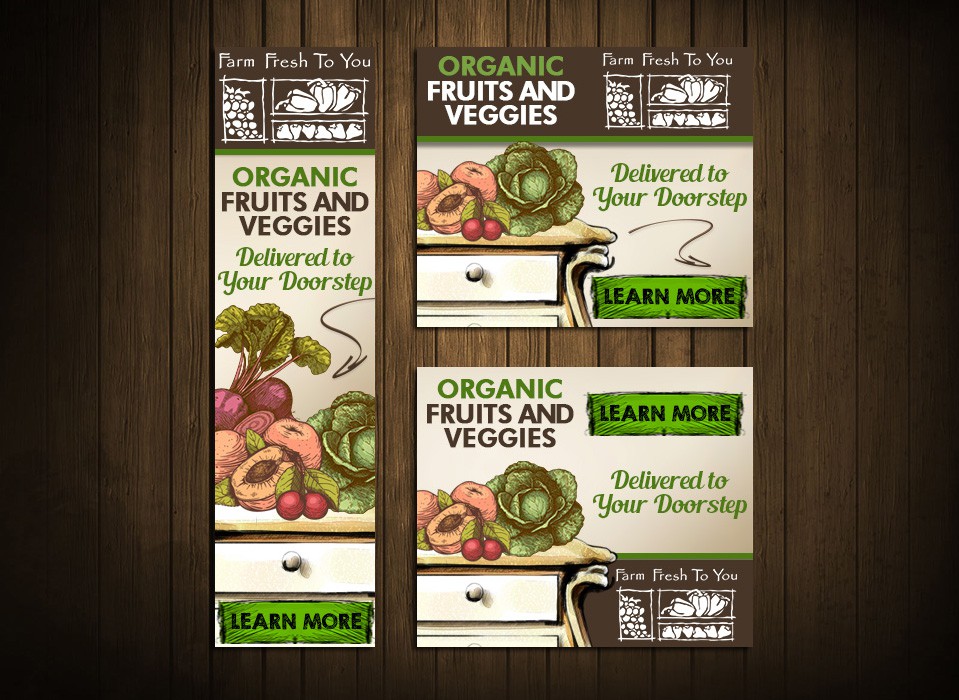 Farm Fresh To You
ORGANIC
FRUITS AND
VEGGIES
Delivered to
Your Doorstep
LEARN MORE
ORGANIC
FRUITS AND
VEGGIES
Farm Fresh To You
Delivered to
Your Doorstep
LEARN MORE
ORGANIC
FRUITS AND
VEGGIES
LEARN MORE
Delivered to
Your Doorstep
Farm Fresh To You